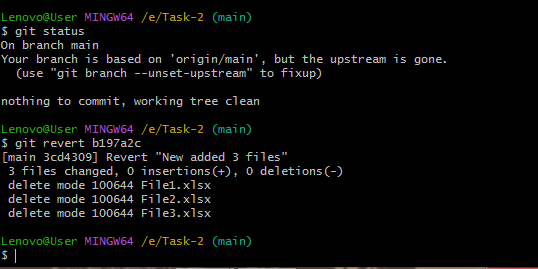 Lenovo@User MINGW64 /e/Task-2 (main)
$ git status
On branch main
Your branch is based on 'origin/main', but the upstream is gone.
  (use "git branch --unset-upstream" to fixup)

nothing to commit, working tree clean

Lenovo@User MINGW64 /e/Task-2 (main)
$ git revert b197a2c
[main 3cd4309] Revert "New added 3 files"
 3 files changed, 0 insertions(+), 0 deletions(-)
 delete mode 100644 File1.xlsx
 delete mode 100644 File2.xlsx
 delete mode 100644 File3.xlsx

Lenovo@User MINGW64 /e/Task-2 (main)
$